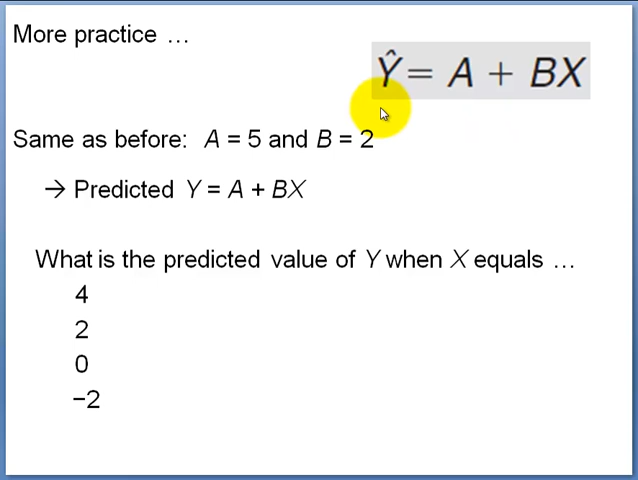 More practice …
Ŷ = A + BX
Same as before: A = 5 and B = 2
→ Predicted Y = A + BX
What is the predicted value of Y when X equals …
4
2
0
−2